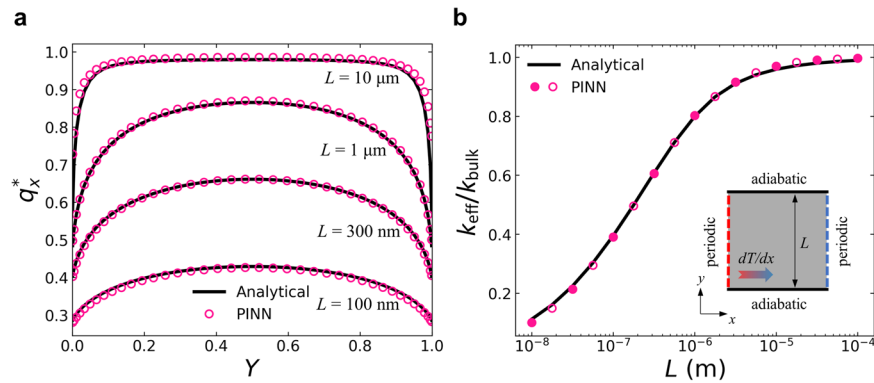 a
1.0
0.9
0.8
0.7
0.6
0.5
0.4
0.3
q*x
L = 10 μm
L = 1 μm
L = 300 nm
L = 100 nm
Analytical
PINN
0.0 0.2 0.4 0.6 0.8 1.0
Y
b
1.0
0.8
0.6
0.4
0.2
keff/kbulk
Analytical
PINN
adiabatic
periodic
L
periodic
dT/dx
y
adiabatic
x
10⁻⁸ 10⁻⁷ 10⁻⁶ 10⁻⁵ 10⁻⁴
L (m)